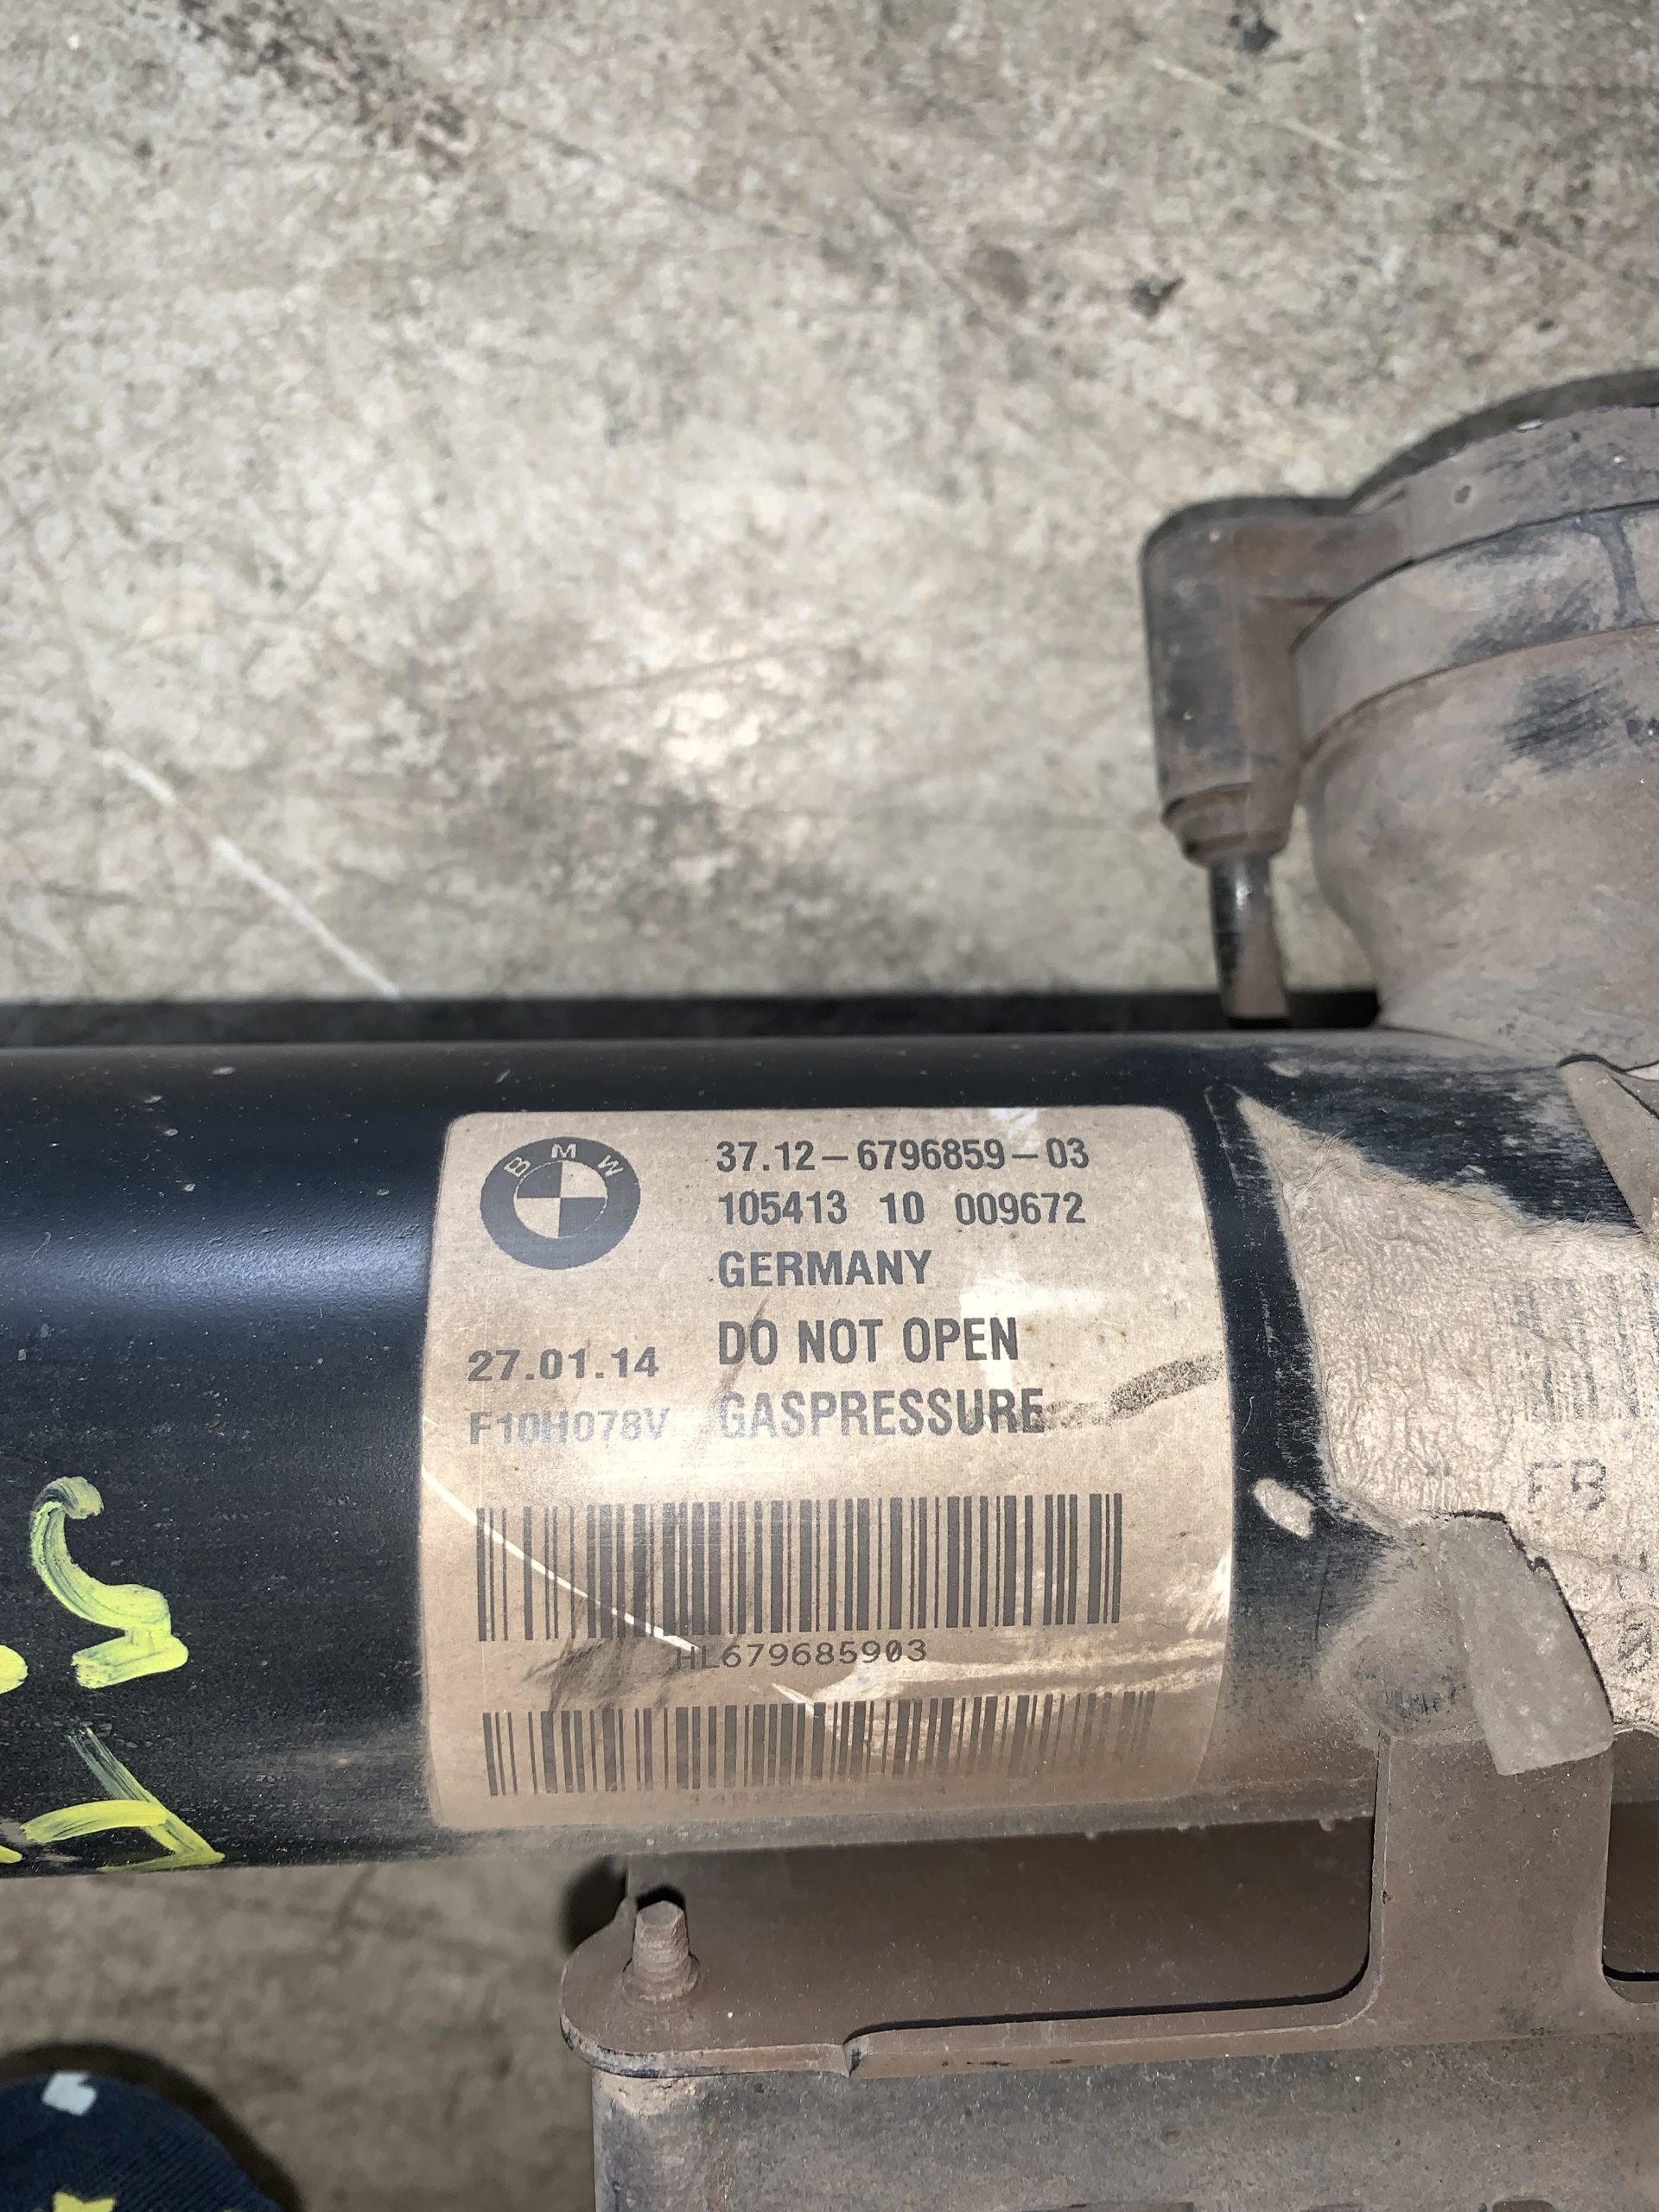 BMW
37.12-6796859-03
105413 10 009672
GERMANY
DO NOT OPEN
27.01.14
F10H078V GASPRESSURE
HL679685903
FB